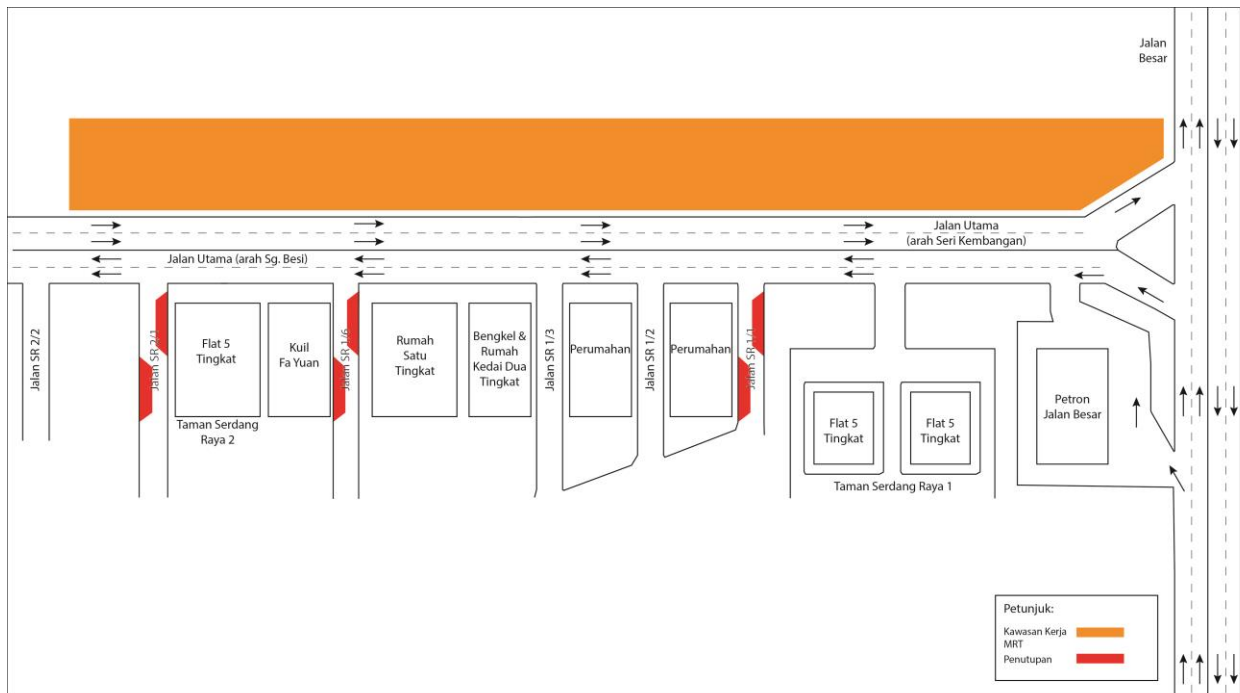 Jalan
Besar
Jalan Utama
(arah Seri Kembangan)
Jalan Utama (arah Sg. Besi)
Jalan SR 2/2
Jalan SR 2/1
Flat 5
Tingkat
Kuil
Fa Yuan
Jalan SR 1/6
Rumah
Satu
Tingkat
Bengkel &
Rumah
Kedai Dua
Tingkat
Jalan SR 1/3
Perumahan
Jalan SR 1/2
Perumahan
Jalan SR 1/1
Petron
Jalan Besar
Taman Serdang
Raya 2
Flat 5
Tingkat
Flat 5
Tingkat
Taman Serdang Raya 1
Petunjuk:
Kawasan Kerja
MRT
Penutupan